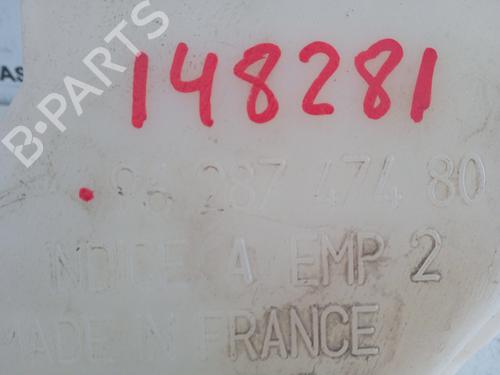 B-PARTS
148281
96 287 474 80
INDICE A EMP 2
MADE IN FRANCE